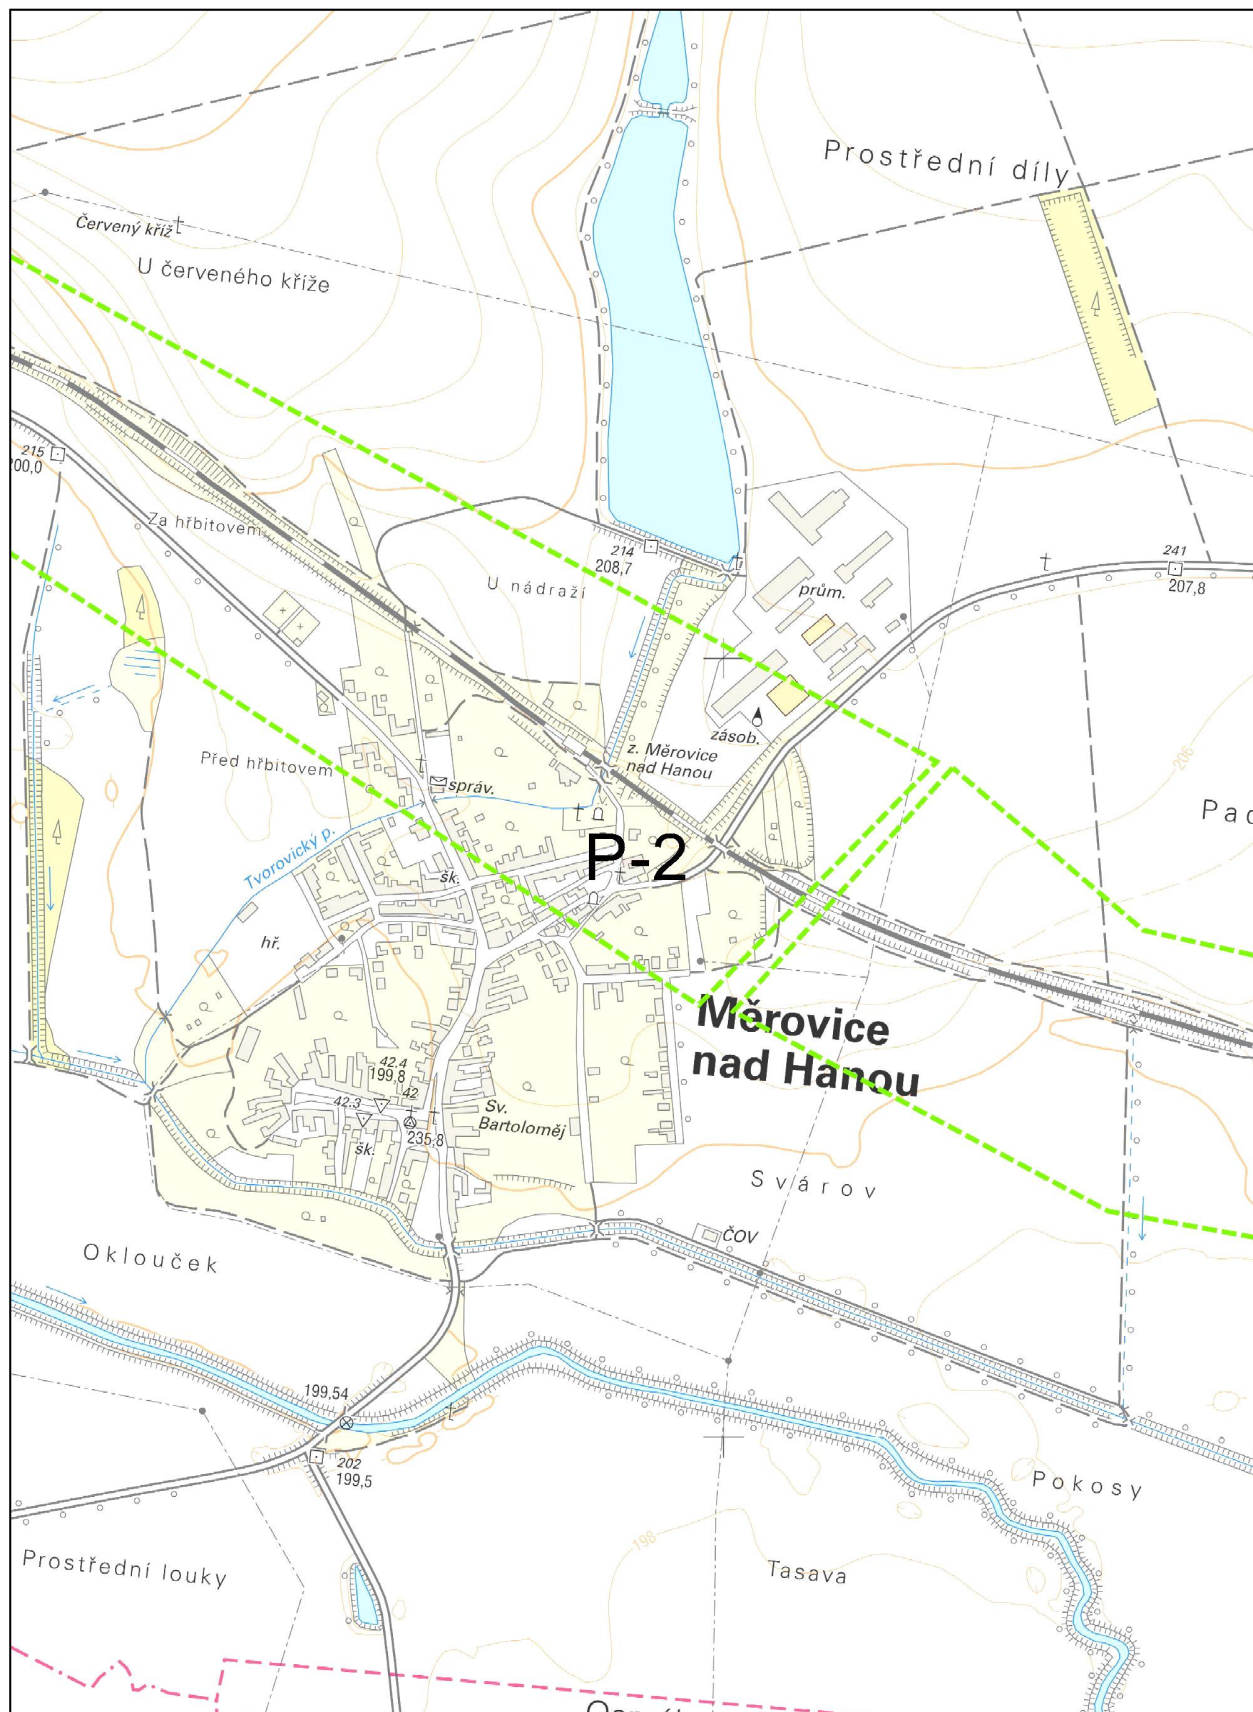 Prostřední díly
Červený kříž
U červeného kříže
215
Za hřbitovem
214
208,7
U nádraží
241
207,8
prům.
zásob.
z. Měrovice
nad Hanou
206
Před hřbitovem
správ.
P-2
Tvorovický p.
šk.
hř.
Měrovice
nad Hanou
42.4
199,8
42.3
42
235,8
šk.
Sv.
Bartoloměj
Svárov
ČOV
Oklouček
199,54
202
199,5
Pokosy
198
Tasava
Prostřední louky